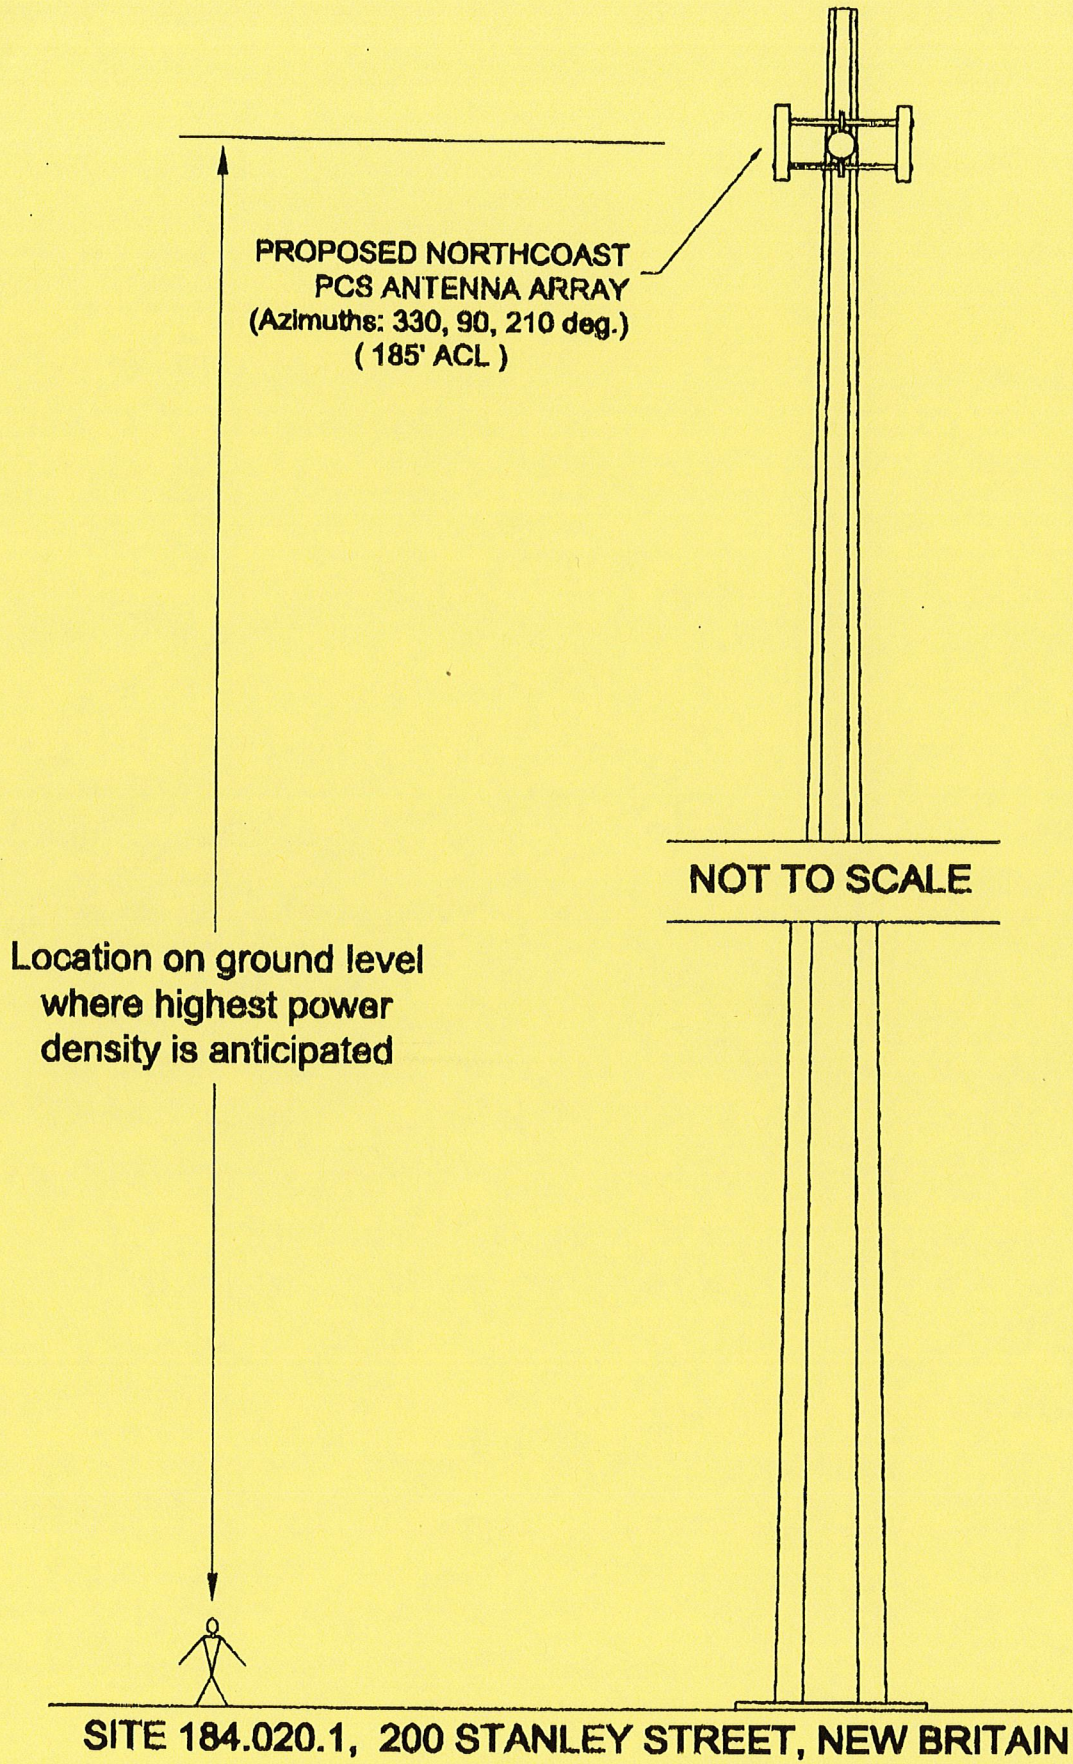 PROPOSED NORTHCOAST
PCS ANTENNA ARRAY
(Azimuths: 330, 90, 210 deg.)
( 185' ACL )
NOT TO SCALE
Location on ground level
where highest power
density is anticipated
SITE 184.020.1, 200 STANLEY STREET, NEW BRITAIN